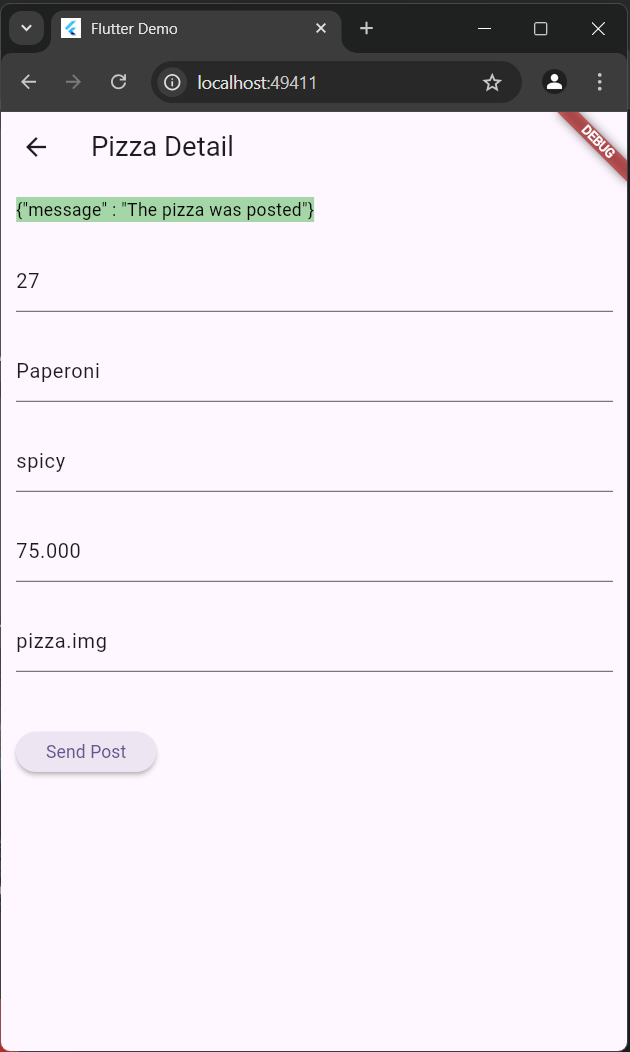 Flutter Demo
localhost:49411
Pizza Detail
DEBUG
{"message" : "The pizza was posted"}
27
Paperoni
spicy
75.000
pizza.img
Send Post